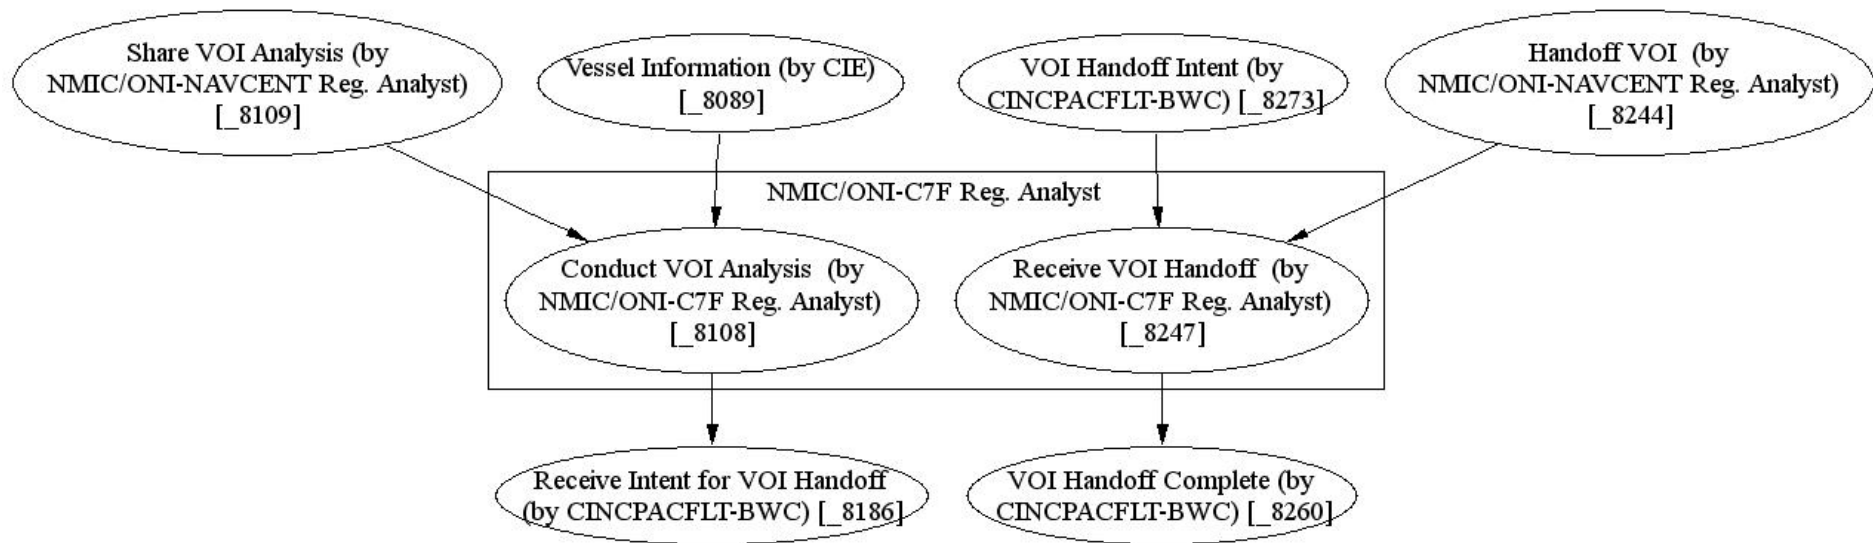 Share VOI Analysis (by
NMIC/ONI-NAVCENT Reg. Analyst)
[_8109]
Vessel Information (by CIE)
[_8089]
VOI Handoff Intent (by
CINCPACFLT-BWC) [_8273]
Handoff VOI  (by
NMIC/ONI-NAVCENT Reg. Analyst)
[_8244]
NMIC/ONI-C7F Reg. Analyst
Conduct VOI Analysis  (by
NMIC/ONI-C7F Reg. Analyst)
[_8108]
Receive VOI Handoff  (by
NMIC/ONI-C7F Reg. Analyst)
[_8247]
Receive Intent for VOI Handoff
(by CINCPACFLT-BWC) [_8186]
VOI Handoff Complete (by
CINCPACFLT-BWC) [_8260]